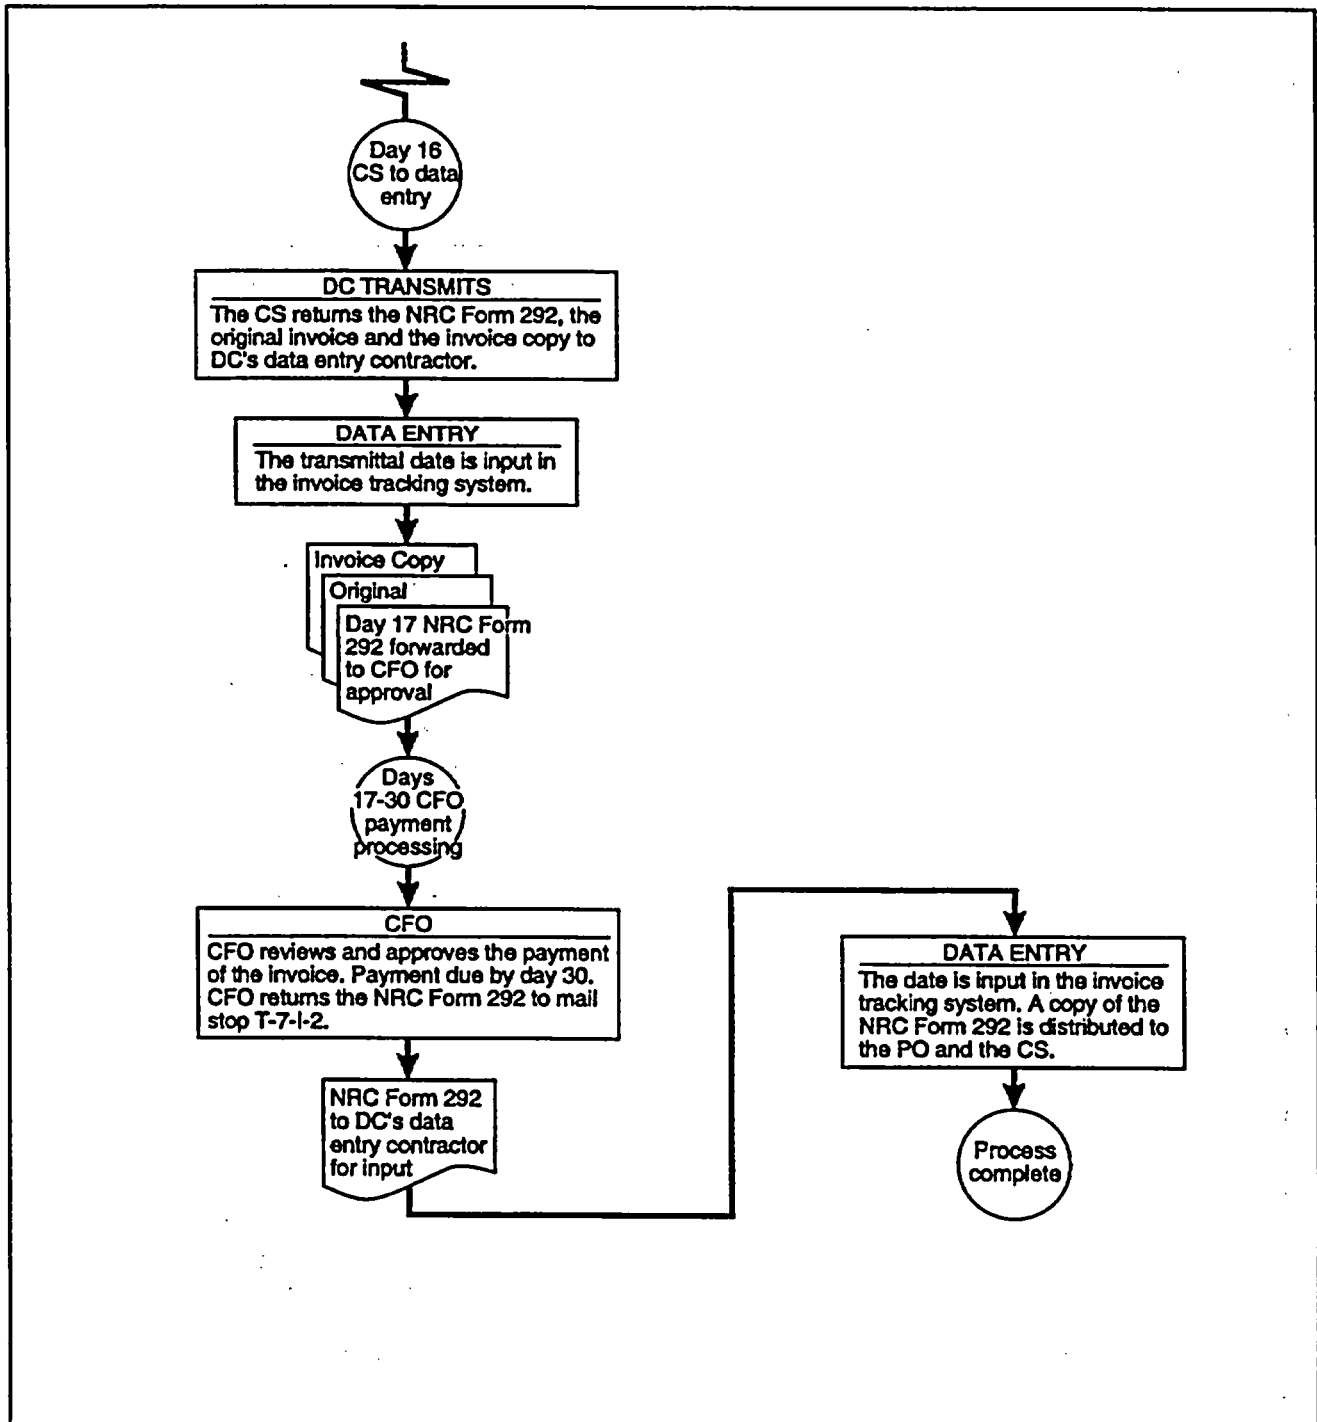 Day 16
CS to data
entry
DC TRANSMITS
The CS returns the NRC Form 292, the
original invoice and the invoice copy to
DC's data entry contractor.
DATA ENTRY
The transmittal date is input in
the invoice tracking system.
Invoice Copy
Original
Day 17 NRC Form
292 forwarded
to CFO for
approval
Days
17-30 CFO
payment
processing
CFO
CFO reviews and approves the payment
of the invoice. Payment due by day 30.
CFO returns the NRC Form 292 to mail
stop T-7-I-2.
NRC Form 292
to DC's data
entry contractor
for input
DATA ENTRY
The date is input in the invoice
tracking system. A copy of the
NRC Form 292 is distributed to
the PO and the CS.
Process
complete